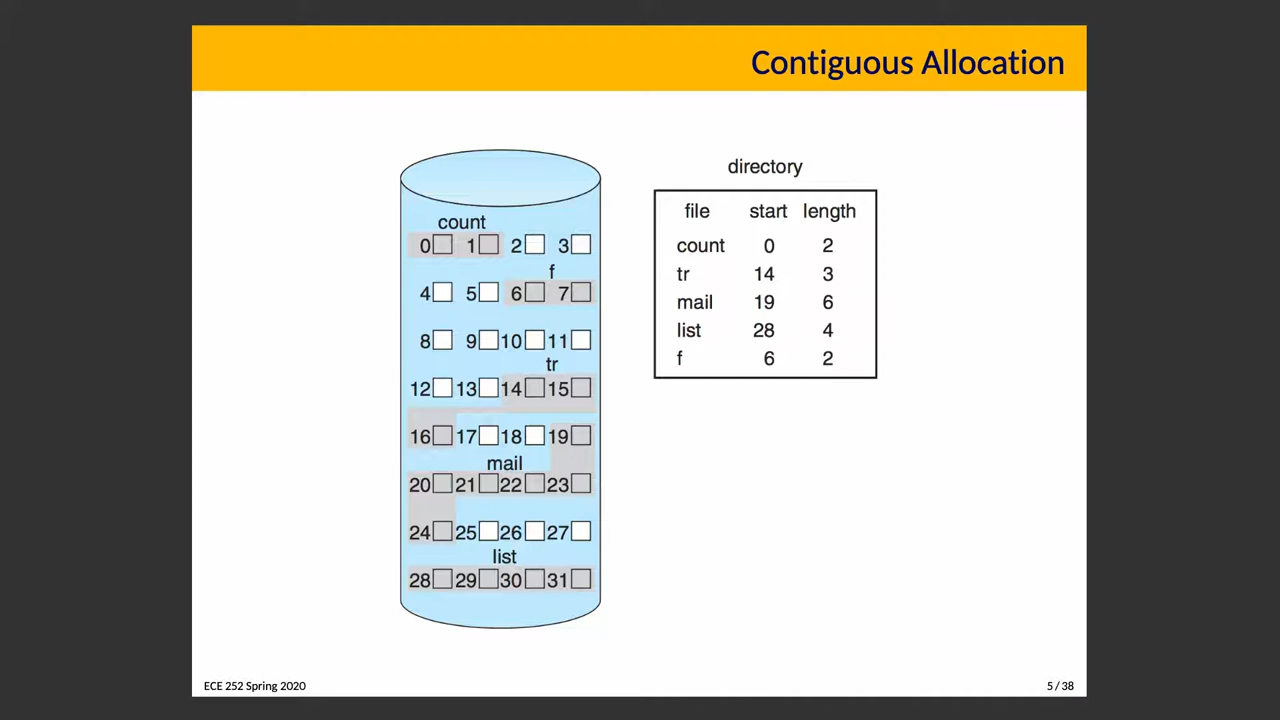 Contiguous Allocation
count
0 1 2 3
f
4 5 6 7
8 9 10 11
tr
12 13 14 15
16 17 18 19
mail
20 21 22 23
24 25 26 27
list
28 29 30 31
directory
file start length
count 0 2
tr 14 3
mail 19 6
list 28 4
f 6 2
ECE 252 Spring 2020
5 / 38